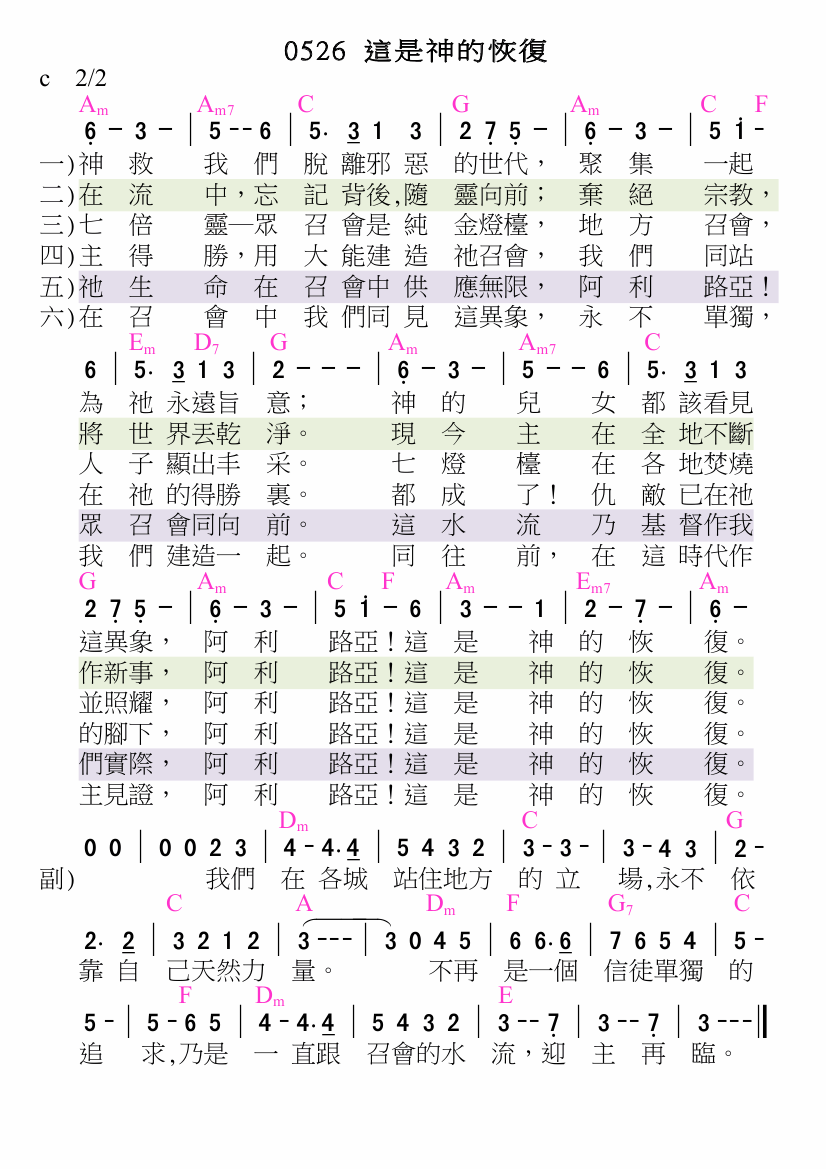 0526 這是神的恢復
c 2/2
Am Am7 C G Am C F
6 - 3 - | 5 - - 6 | 5. 3 1 3 | 2 7 5 - | 6 - 3 - | 5 i -
一)神 救 我 們 脫 離邪 惡 的世代， 聚 集 一起
二)在 流 中，忘 記 背後,隨 靈向前； 棄 絕 宗教，
三)七 倍 靈—眾 召 會是 純 金燈檯， 地 方 召會，
四)主 得 勝，用 大 能建 造 祂召會， 我 們 同站
五)祂 生 命 在 召 會中 供 應無限， 阿 利 路亞！
六)在 召 會 中 我 們同 見 這異象， 永 不 單獨，
Em D7 G Am Am7 C
6 | 5. 3 1 3 | 2 - - - | 6 - 3 - | 5 - - 6 | 5. 3 1 3
為 祂 永遠旨 意； 神 的 兒 女 都 該看見
將 世 界丟乾 淨。 現 今 主 在 全 地不斷
人 子 顯出丰 采。 七 燈 檯 在 各 地焚燒
在 祂 的得勝 裏。 都 成 了！ 仇 敵 已在祂
眾 召 會同向 前。 這 水 流 乃 基 督作我
我 們 建造一 起。 同 往 前，在 這 時代作
G Am C F Am Em7 Am
2 7 5 - | 6 - 3 - | 5 i - 6 | 3 - - 1 | 2 - 7 - | 6 -
這異象， 阿 利 路亞！這 是 神 的 恢 復。
作新事， 阿 利 路亞！這 是 神 的 恢 復。
並照耀， 阿 利 路亞！這 是 神 的 恢 復。
的腳下， 阿 利 路亞！這 是 神 的 恢 復。
們實際， 阿 利 路亞！這 是 神 的 恢 復。
主見證， 阿 利 路亞！這 是 神 的 恢 復。
Dm C G
0 0 | 0 0 2 3 | 4 - 4. 4 | 5 4 3 2 | 3 - 3 - | 3 - 4 3 | 2 -
副) 我們 在 各城 站住地方 的 立 場,永不 依
C A Dm F G7 C
2. 2 | 3 2 1 2 | 3 - - - | 3 0 4 5 | 6 6. 6 | 7 6 5 4 | 5 -
靠 自 己天然力 量。 不再 是一個 信徒單獨 的
F Dm E
5 - | 5 - 6 5 | 4 - 4. 4 | 5 4 3 2 | 3 - - 7 | 3 - - 7 | 3 - - - ||
追 求,乃是 一 直跟 召會的水 流，迎 主 再 臨。